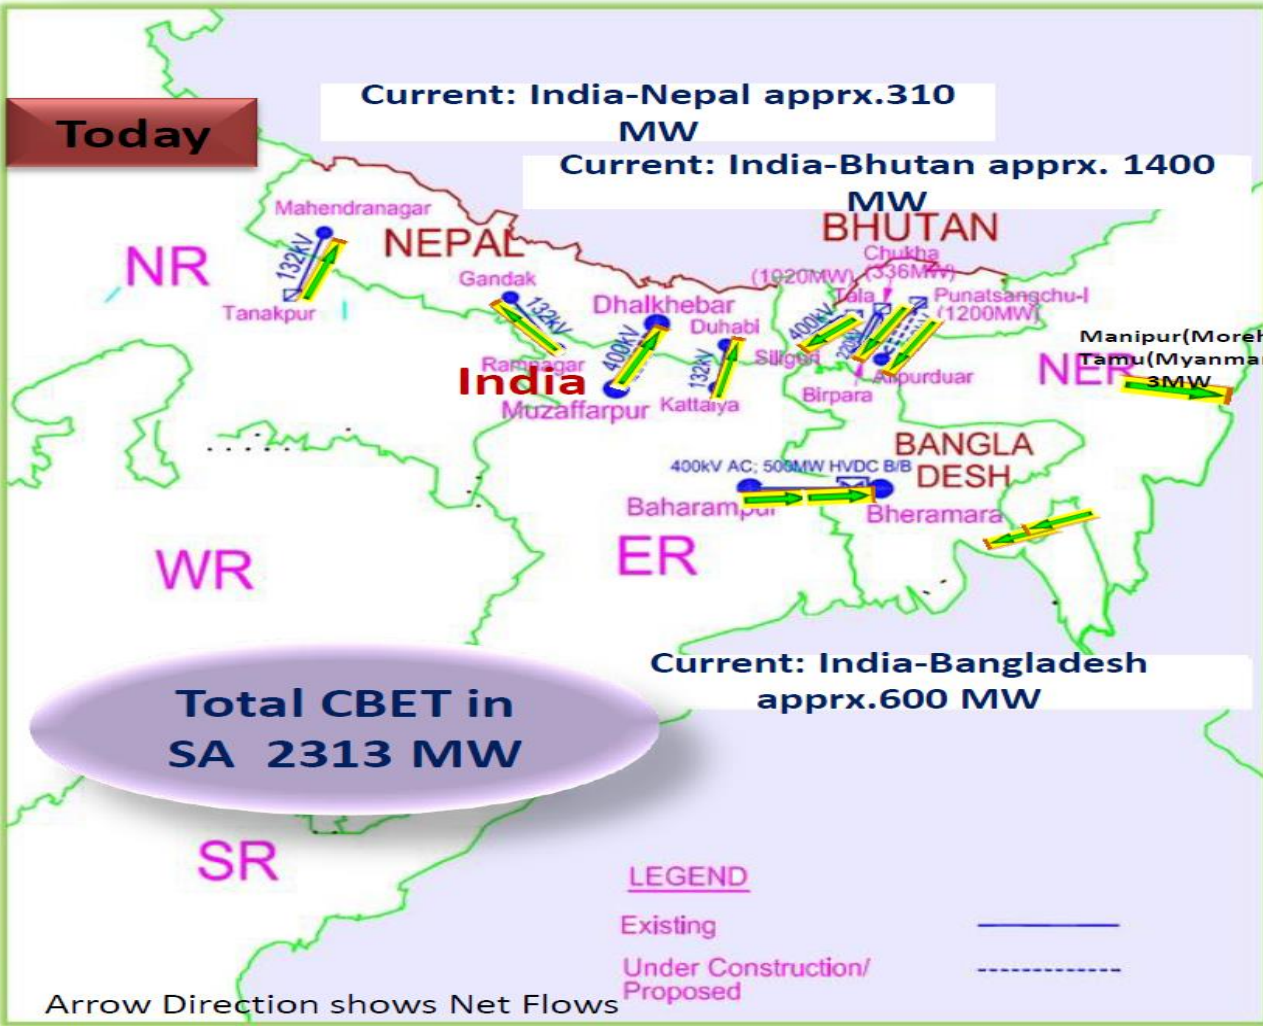 Today
Current: India-Nepal apprx.310
MW
Current: India-Bhutan apprx. 1400
MW
Mahendranagar
132kV
Tanakpur
NR
NEPAL
Gandak
132kV
Ramnagar
India
Dhalkhebar
400kV
Muzaffarpur
Duhabi
132kV
Kattaiya
BHUTAN
Chukha
(1020MW) (336MW)
Tala
Punatsangchu-I
(1200MW)
400kV
220kV
Siliguri
Birpara
Alipurduar
NER
Manipur(Moreh
Tamu(Myanmar
3MW
BANGLA
DESH
400kV AC; 500MW HVDC B/B
Baharampur
Bheramara
WR
ER
Current: India-Bangladesh
apprx.600 MW
Total CBET in
SA 2313 MW
SR
LEGEND
Existing
Under Construction/
Proposed
Arrow Direction shows Net Flows